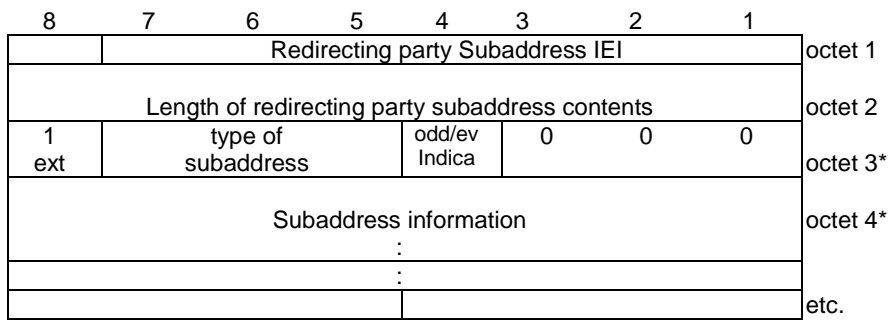 8 7 6 5 4 3 2 1
Redirecting party Subaddress IEI octet 1
Length of redirecting party subaddress contents octet 2
1 type of odd/ev 0 0 0
ext subaddress Indica octet 3*
Subaddress information octet 4*
:
:
etc.